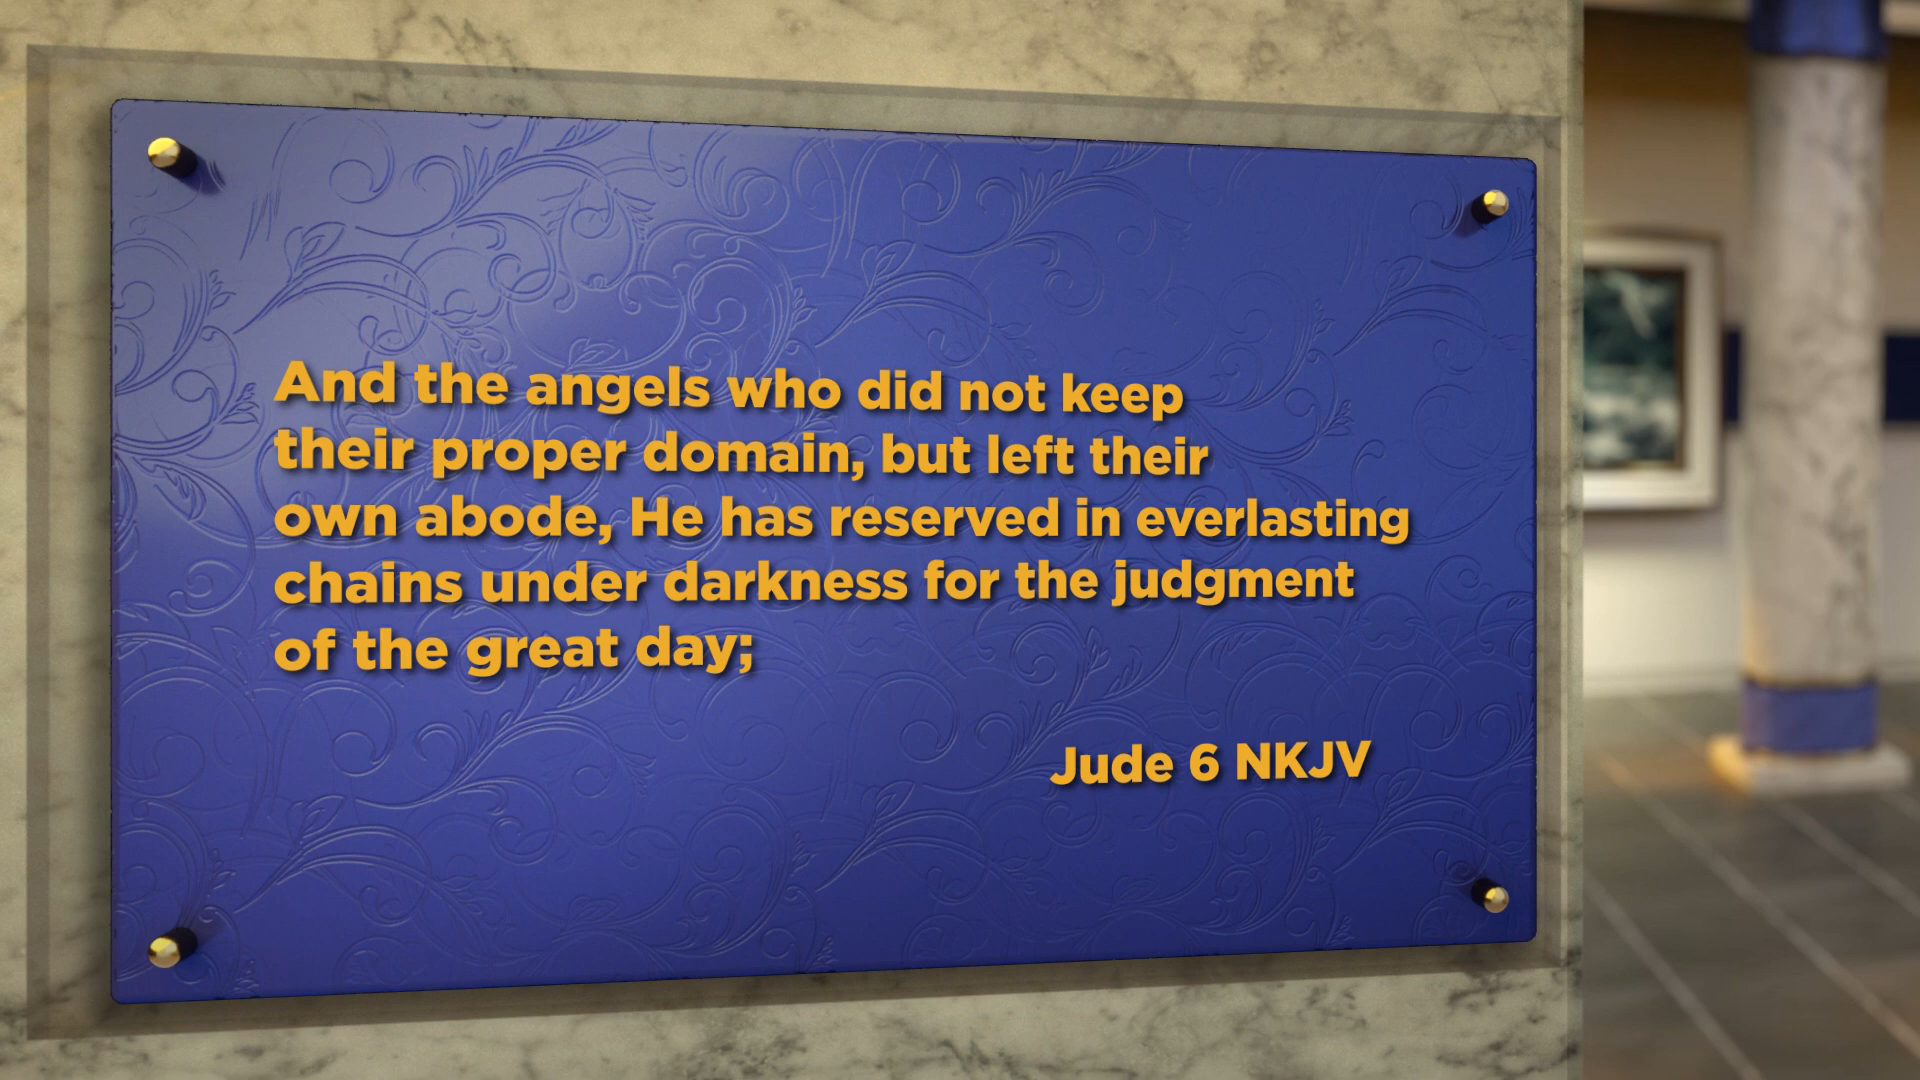 And the angels who did not keep
their proper domain, but left their
own abode, He has reserved in everlasting
chains under darkness for the judgment
of the great day;
Jude 6 NKJV